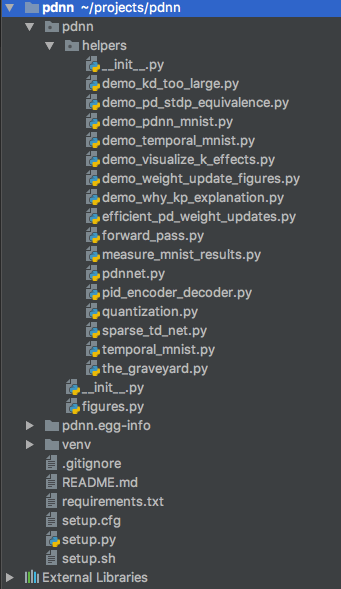 pdnn ~/projects/pdnn
pdnn
helpers
__init__.py
demo_kd_too_large.py
demo_pd_stdp_equivalence.py
demo_pdnn_mnist.py
demo_temporal_mnist.py
demo_visualize_k_effects.py
demo_weight_update_figures.py
demo_why_kp_explanation.py
efficient_pd_weight_updates.py
forward_pass.py
measure_mnist_results.py
pdnnet.py
pid_encoder_decoder.py
quantization.py
sparse_td_net.py
temporal_mnist.py
the_graveyard.py
__init__.py
figures.py
pdnn.egg-info
venv
.gitignore
README.md
requirements.txt
setup.cfg
setup.py
setup.sh
External Libraries